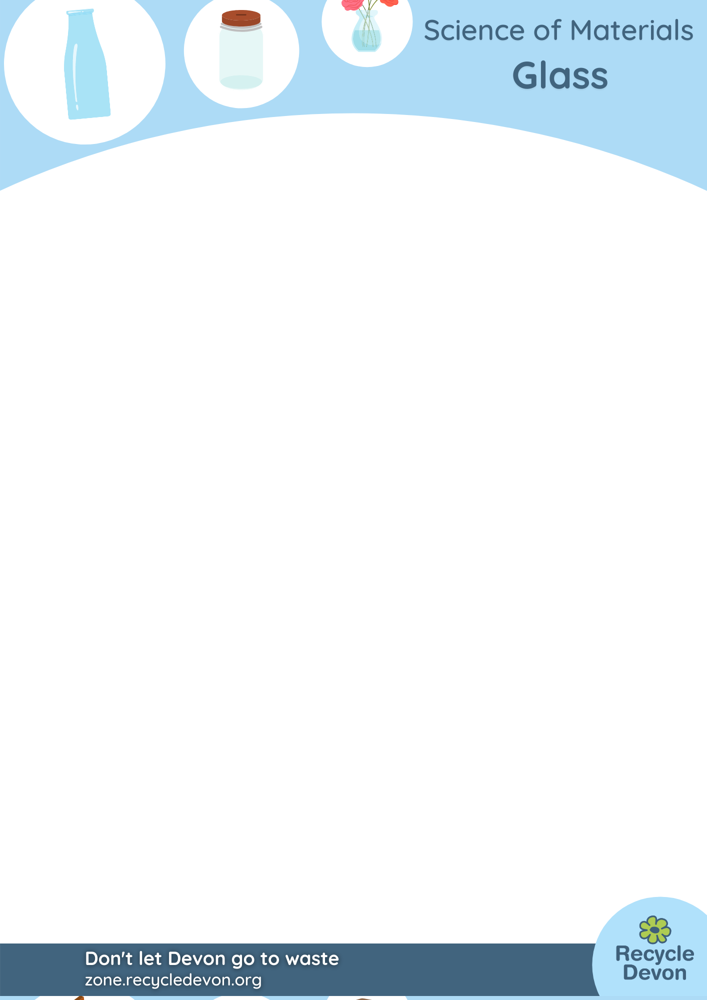 Science of Materials
Glass
Don't let Devon go to waste
zone.recycledevon.org
Recycle
Devon